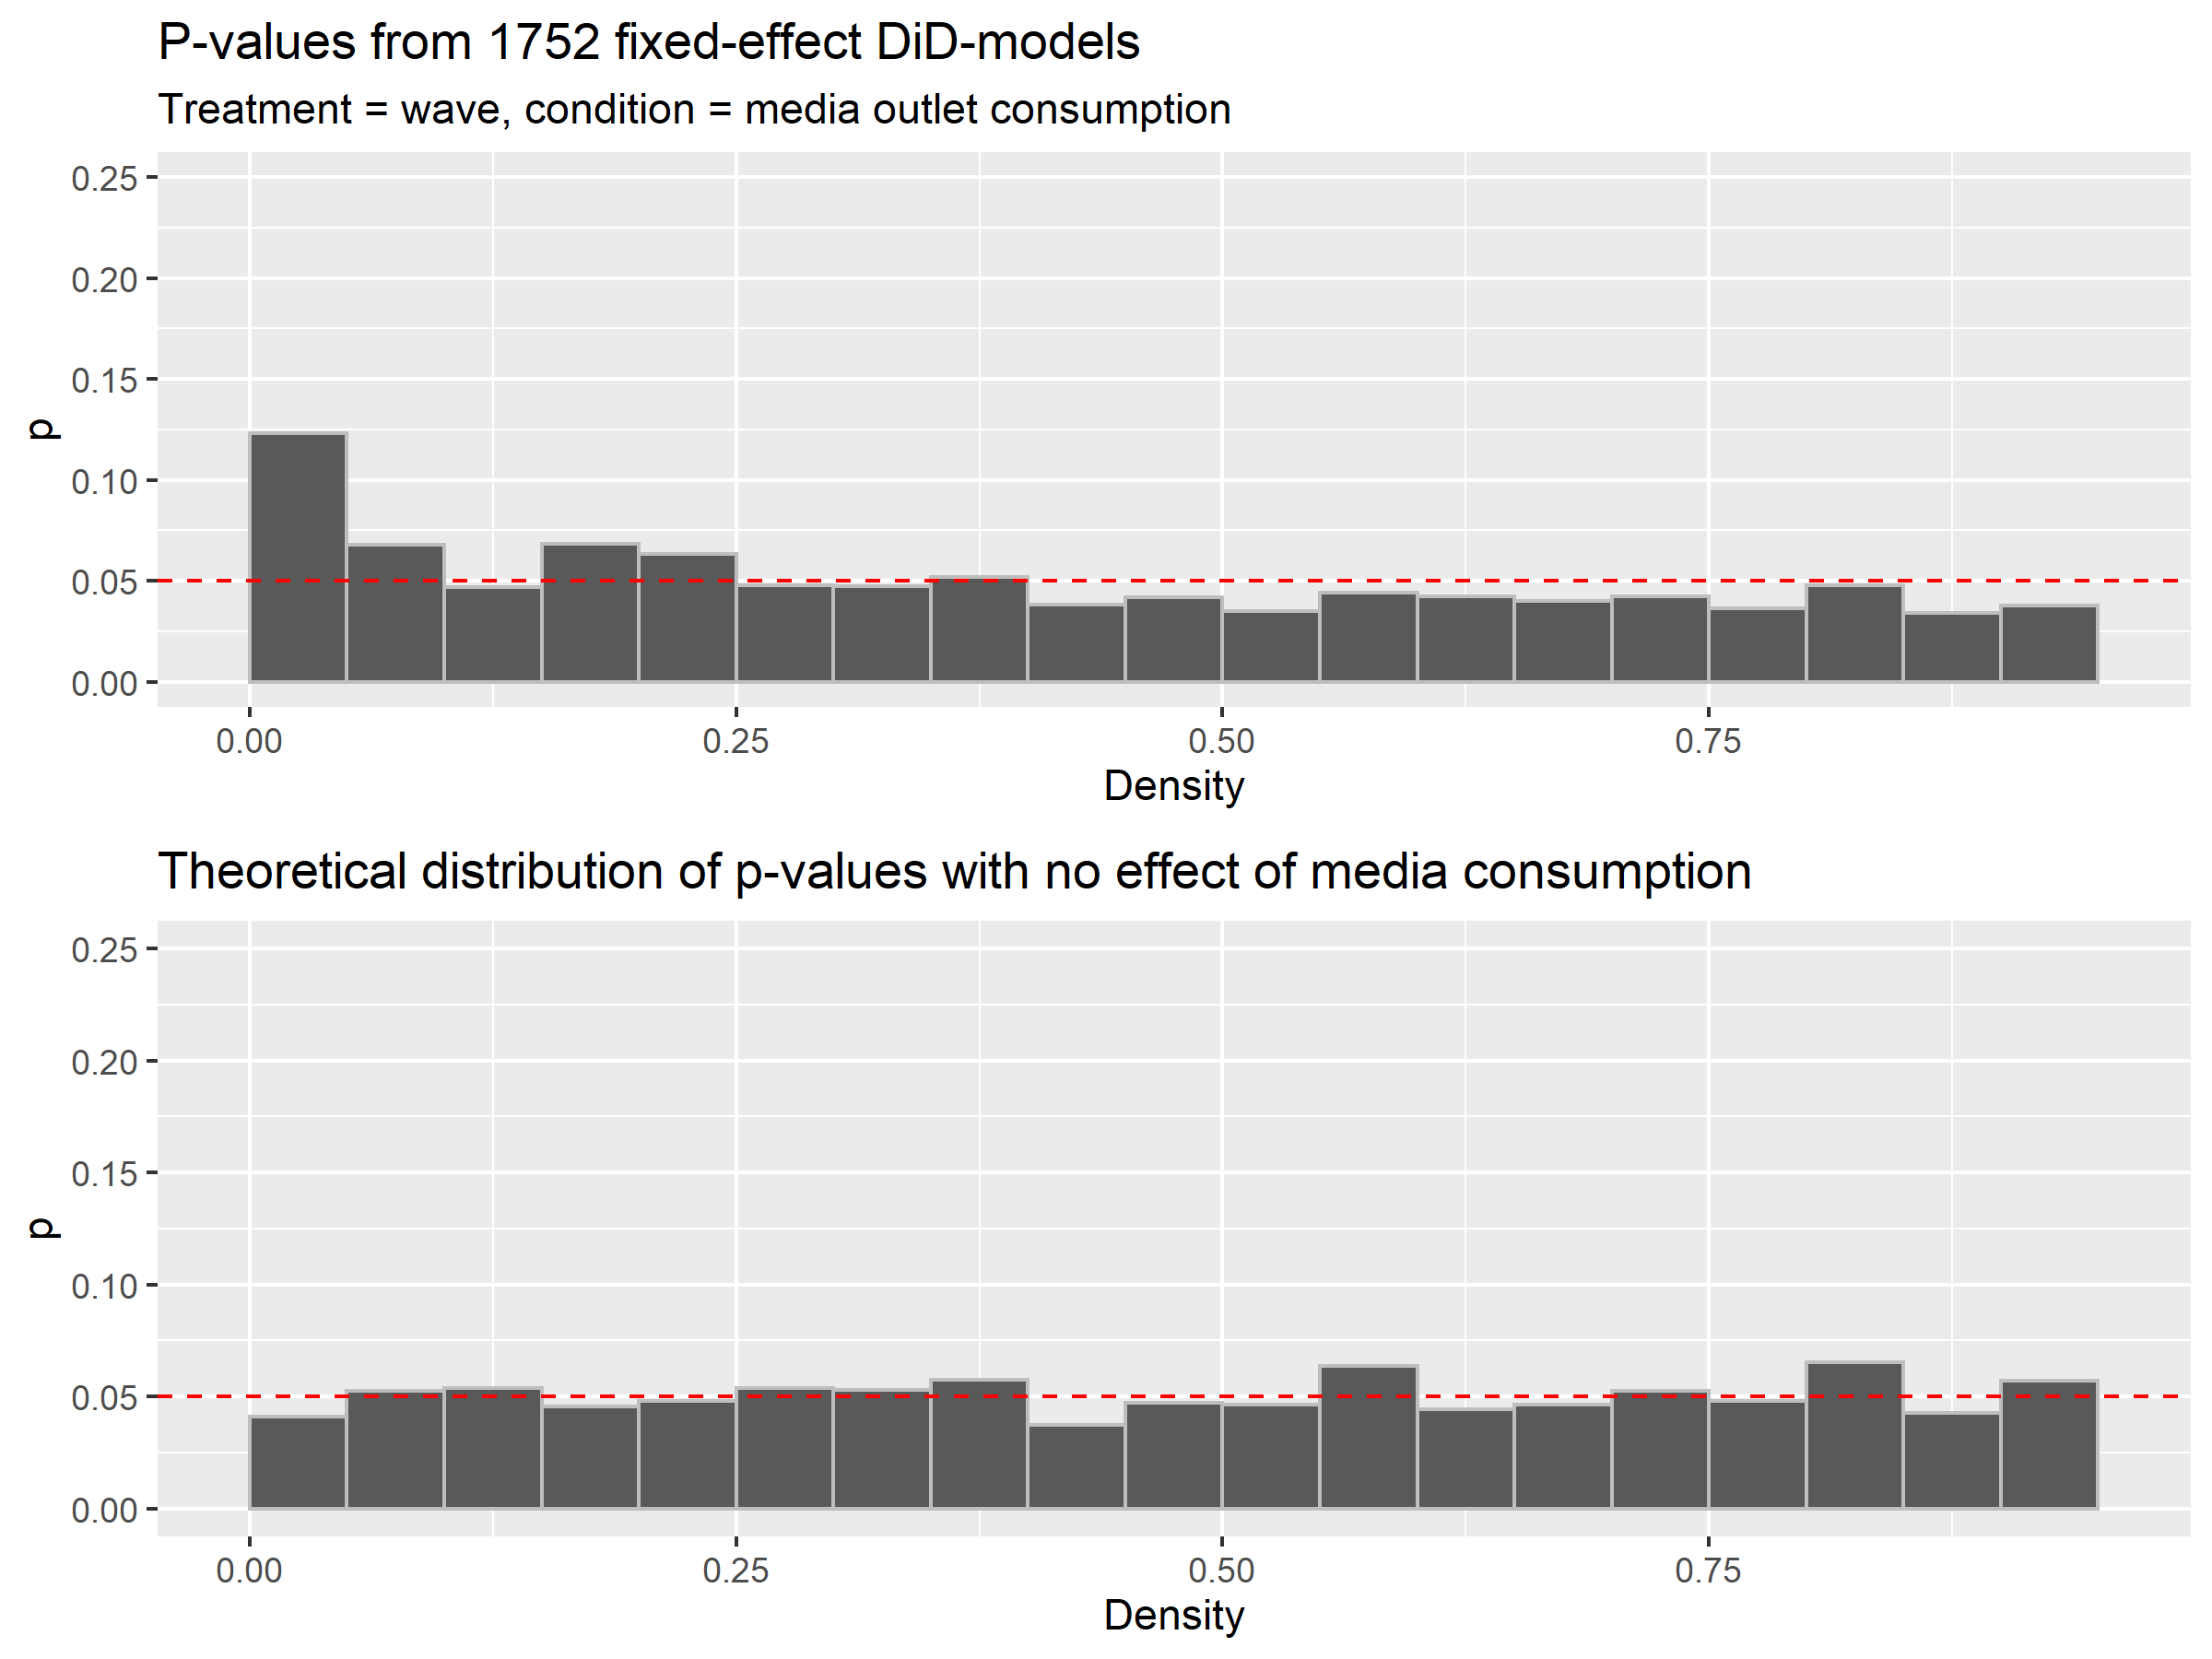 P-values from 1752 fixed-effect DiD-models
Treatment = wave, condition = media outlet consumption
0.25
0.20
0.15
0.10
0.05
0.00
p
0.00 0.25 0.50 0.75
Density
Theoretical distribution of p-values with no effect of media consumption
0.25
0.20
0.15
0.10
0.05
0.00
p
0.00 0.25 0.50 0.75
Density